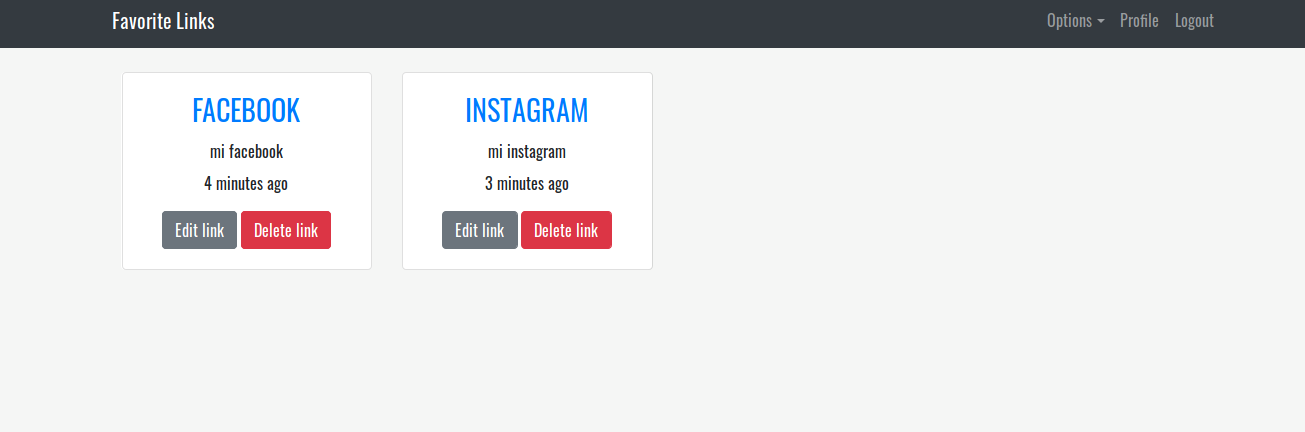 Favorite Links
Options Profile Logout
FACEBOOK
mi facebook
4 minutes ago
Edit link Delete link
INSTAGRAM
mi instagram
3 minutes ago
Edit link Delete link